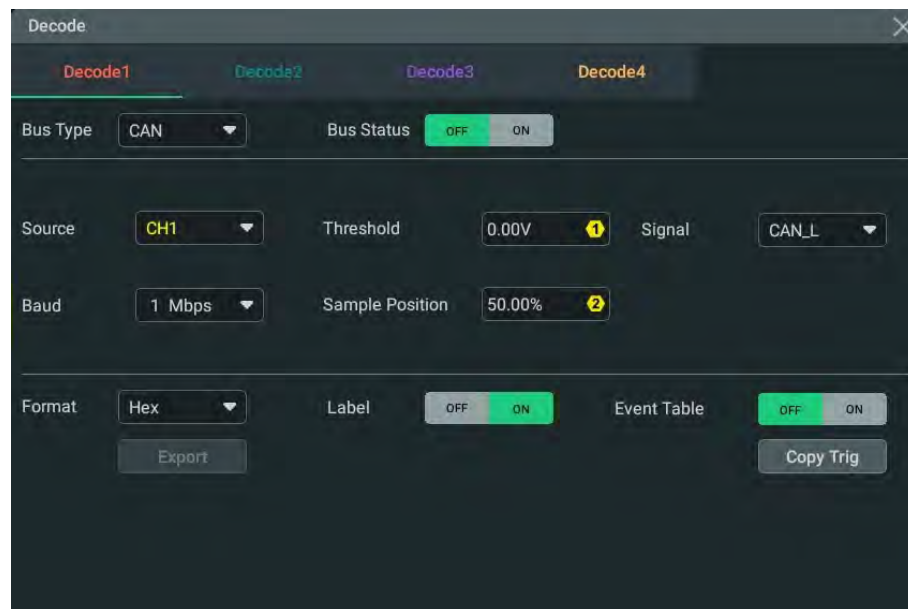 Decode
Decode1 Decode2 Decode3 Decode4
Bus Type CAN Bus Status OFF ON
Source CH1 Threshold 0.00V 1 Signal CAN_L
Baud 1 Mbps Sample Position 50.00% 2
Format Hex Label OFF ON Event Table OFF ON
Export Copy Trig